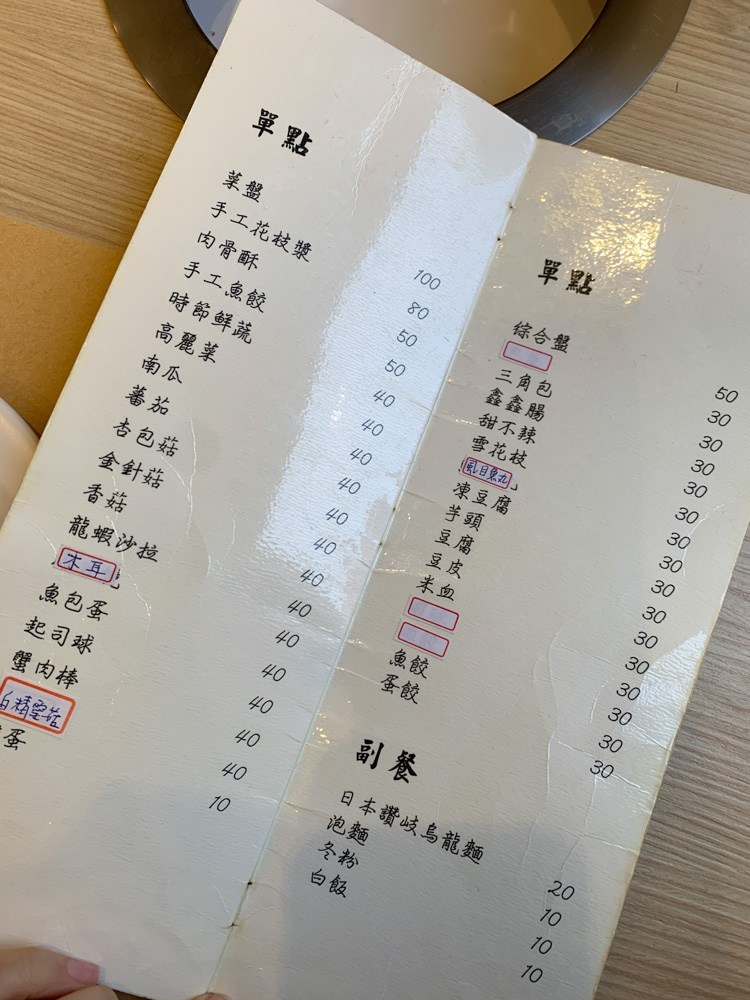 單點
菜盤 100
手工花枝漿 80
肉骨酥 50
手工魚餃 50
時節鮮蔬 40
高麗菜 40
南瓜 40
蕃茄 40
杏包菇 40
金針菇 40
香菇 40
龍蝦沙拉 40
木耳 40
魚包蛋 40
起司球 40
蟹肉棒 40
白精靈菇 40
蛋 10
單點
綜合盤 50
30
三角包 30
鑫鑫腸 30
甜不辣 30
雪花枝 30
虱目魚丸 30
凍豆腐 30
芋頭 30
豆腐 30
豆皮 30
米血 30
30
30
魚餃 30
蛋餃 30
副餐
日本讚岐烏龍麵 20
泡麵 10
冬粉 10
白飯 10